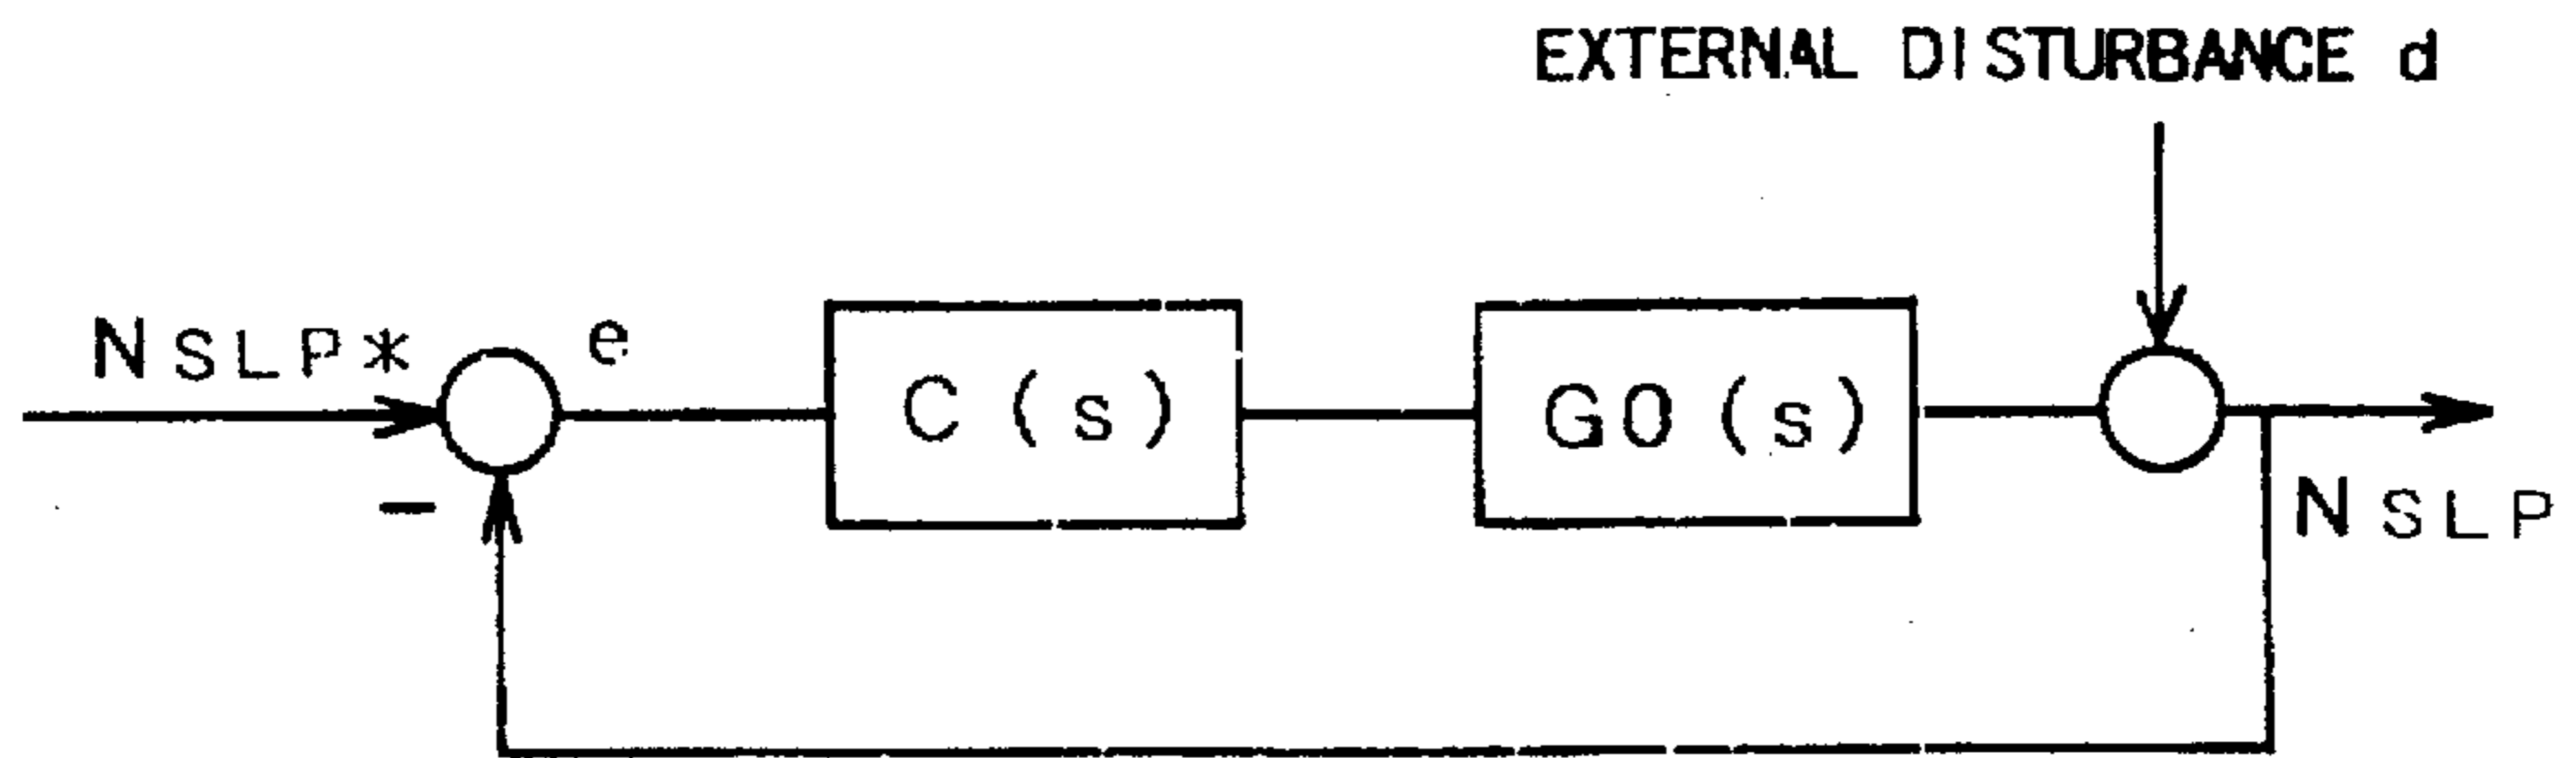 EXTERNAL DISTURBANCE d
NSLP* e
C(s) G0(s)
-
NSLP